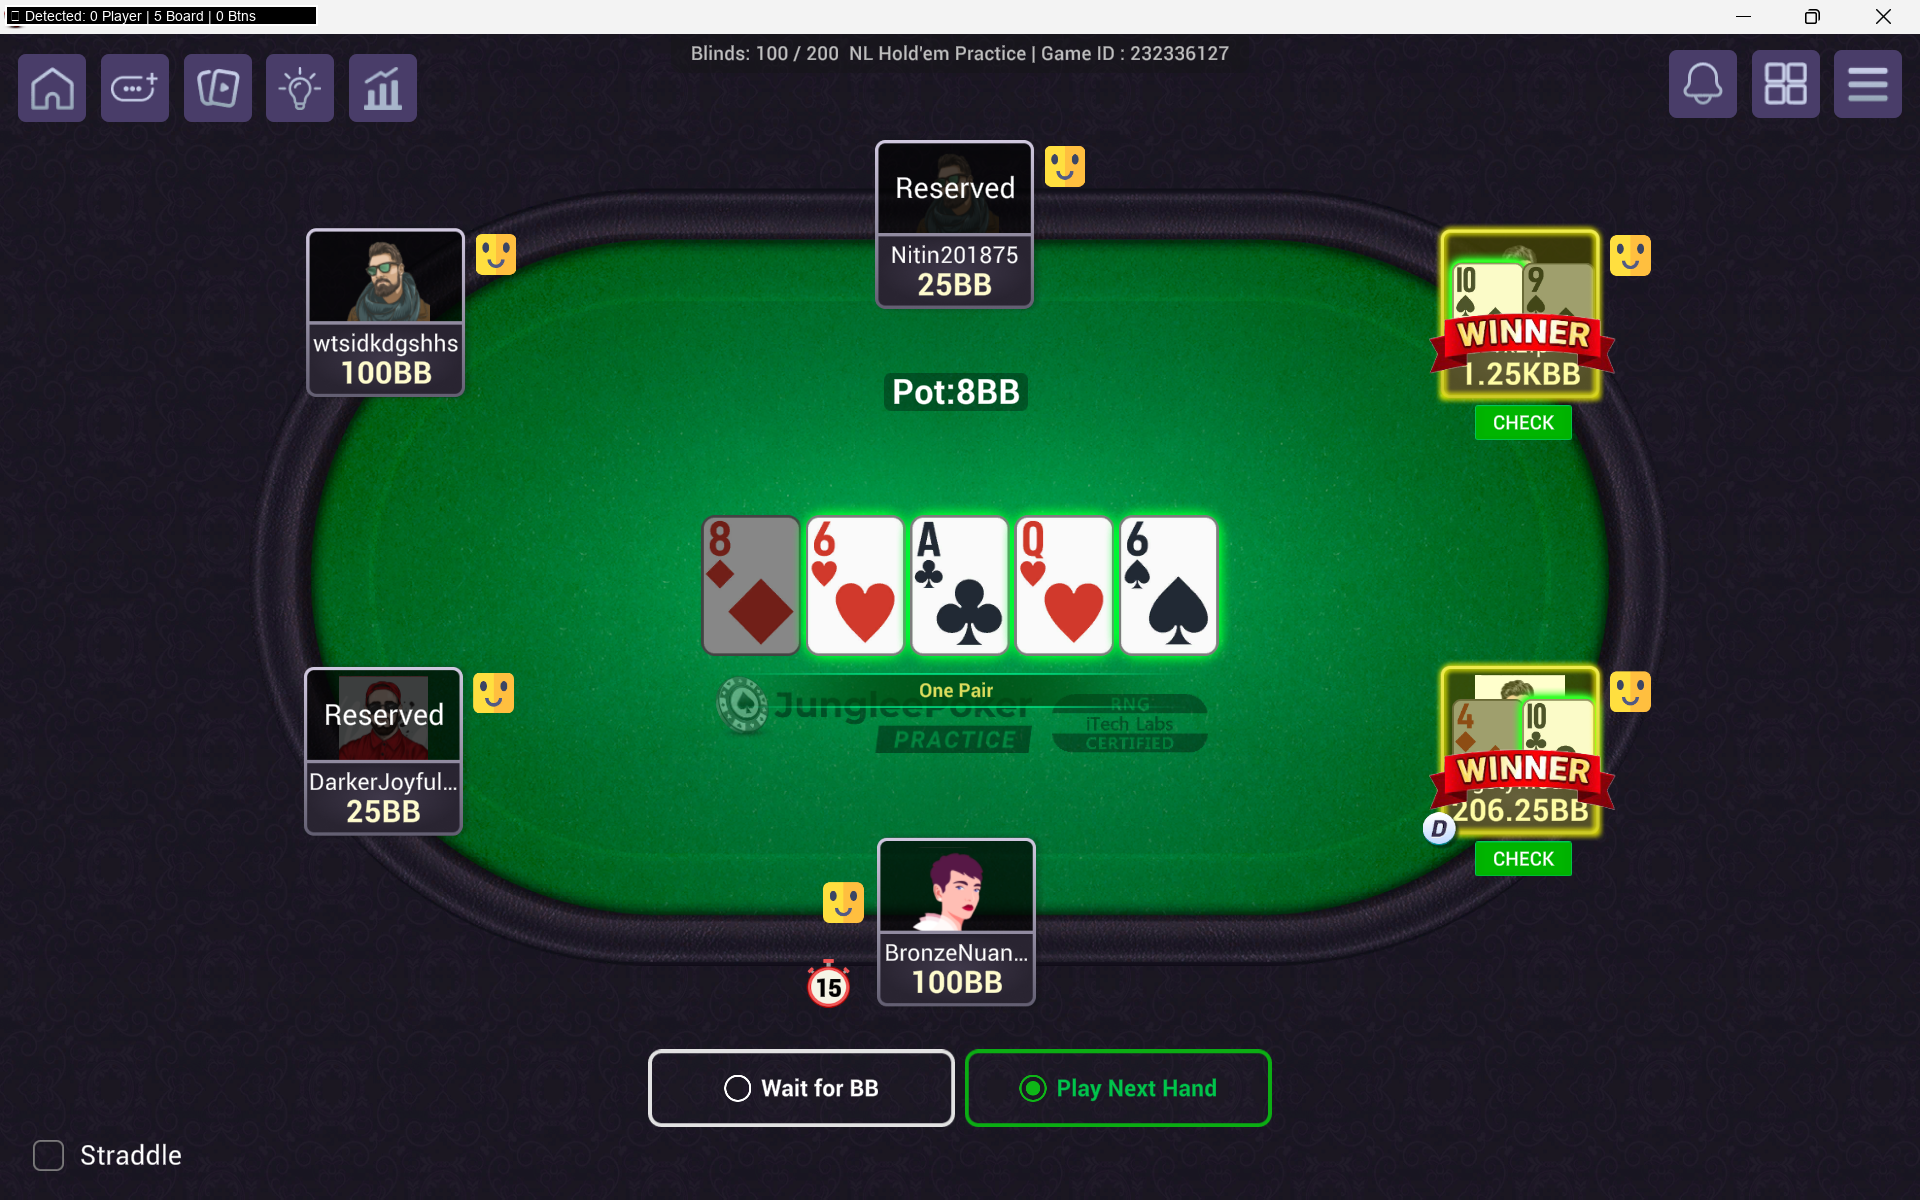 Detected: 0 Player | 5 Board | 0 Btns
Blinds: 100 / 200 NL Hold'em Practice | Game ID : 232336127
Reserved
Nitin201875
25BB
wtsidkdgshhs
100BB
10 9
WINNER
1.25KBB
CHECK
Pot:8BB
8 6 A Q 6
One Pair
JungleePoker
PRACTICE
RNG
iTech Labs
CERTIFIED
Reserved
DarkerJoyful...
25BB
4 10
WINNER
206.25BB
D
CHECK
BronzeNuan...
100BB
15
Wait for BB
Play Next Hand
Straddle